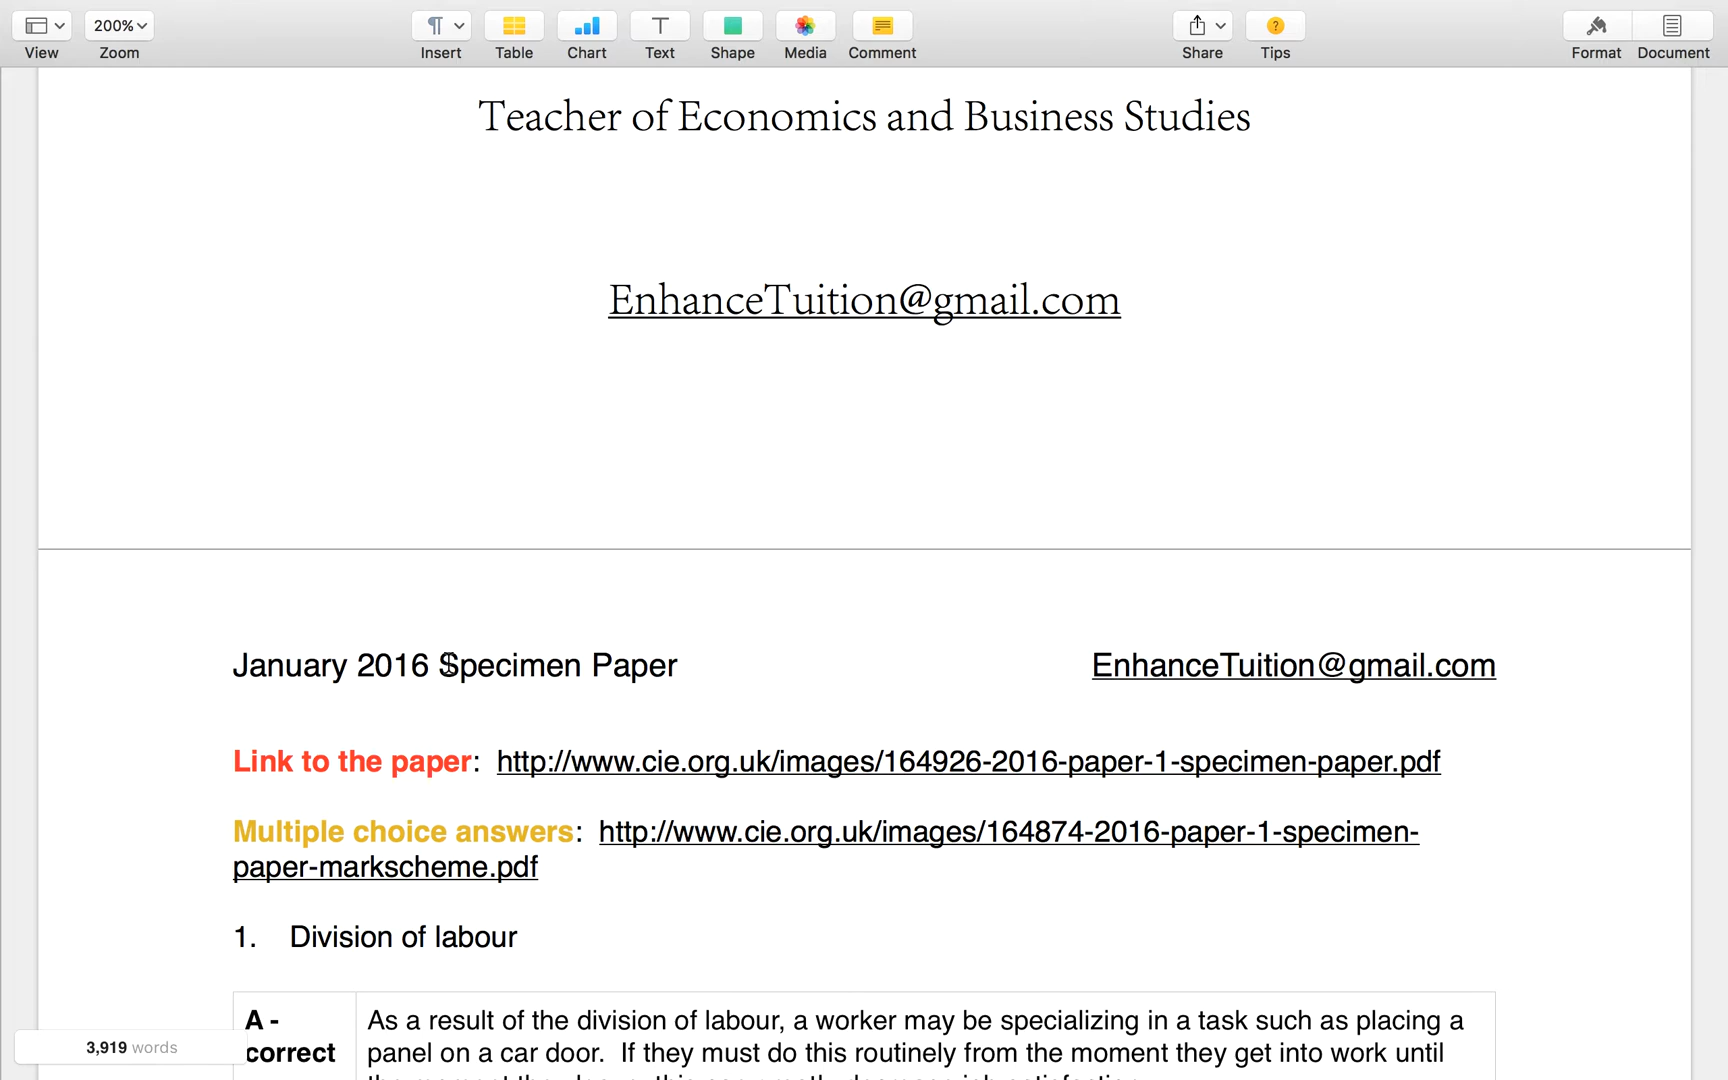 200%
View
Zoom
Insert
Table
Chart
Text
Shape
Media
Comment
Share
Tips
Format
Document
Teacher of Economics and Business Studies
EnhanceTuition@gmail.com
January 2016 Specimen Paper
EnhanceTuition@gmail.com
Link to the paper: http://www.cie.org.uk/images/164926-2016-paper-1-specimen-paper.pdf
Multiple choice answers: http://www.cie.org.uk/images/164874-2016-paper-1-specimen-
paper-markscheme.pdf
1. Division of labour
A - As a result of the division of labour, a worker may be specializing in a task such as placing a
correct panel on a car door. If they must do this routinely from the moment they get into work until
3,919 words